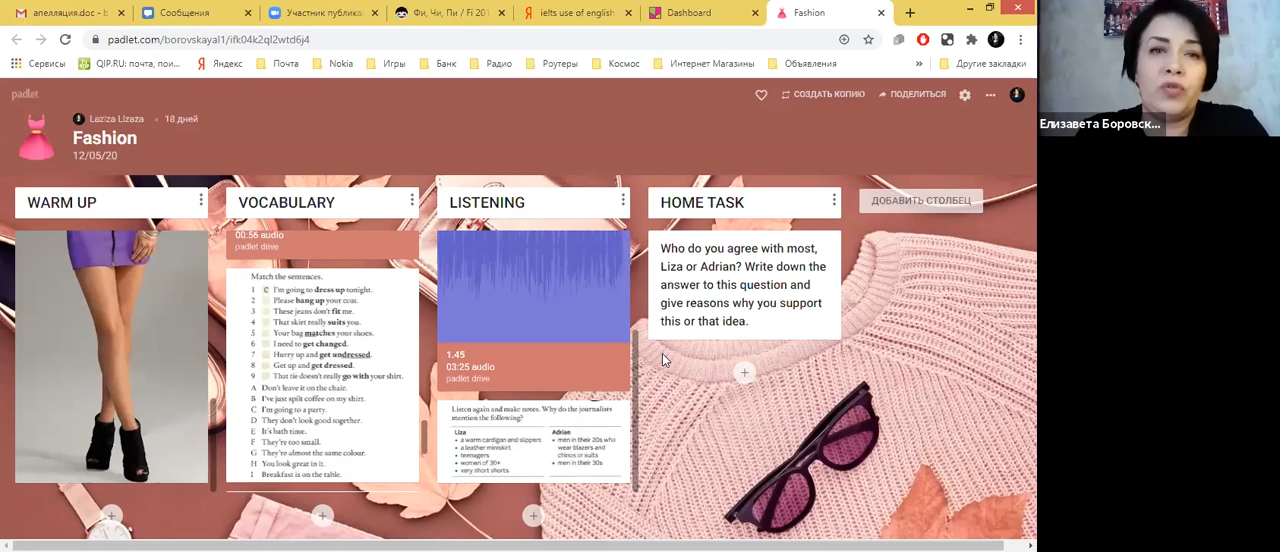 апелляция.doc - b
Сообщения
Участник публика
Фи, Чи, Пи / Fi 201
ielts use of english
Dashboard
Fashion
padlet.com/borovskayal1/ifk04k2ql2wtd6j4
Сервисы
QIP.RU: почта, пои...
Яндекс
Почта
Nokia
Игры
Банк
Радио
Роутеры
Космос
Интернет Магазины
Объявления
»
Другие закладки
padlet
СОЗДАТЬ КОПИЮ
ПОДЕЛИТЬСЯ
Laziza Lizaza • 18 дней
Fashion
12/05/20
WARM UP
VOCABULARY
00:56 audio
padlet drive
Match the sentences.
1 C I'm going to dress up tonight.
2 Please hang up your coat.
3 These jeans don't fit me.
4 That skirt really suits you.
5 Your bag matches your shoes.
6 I need to get changed.
7 Hurry up and get undressed.
8 Get up and get dressed.
9 That tie doesn't really go with your shirt.
A Don't leave it on the chair.
B I've just spilt coffee on my shirt.
C I'm going to a party.
D They don't look good together.
E It's bath time.
F They're too small.
G They're almost the same colour.
H You look great in it.
I Breakfast is on the table.
LISTENING
1.45
03:25 audio
padlet drive
Listen again and make notes. Why do the journalists
mention the following?
Liza
• a warm cardigan and slippers
• a leather miniskirt
• teenagers
• women of 30+
• very short shorts
Adrian
• men in their 20s who
wear blazers and
chinos or suits
• men in their 30s
HOME TASK
Who do you agree with most,
Liza or Adrian? Write down the
answer to this question and
give reasons why you support
this or that idea.
ДОБАВИТЬ СТОЛБЕЦ
Елизавета Боровск...